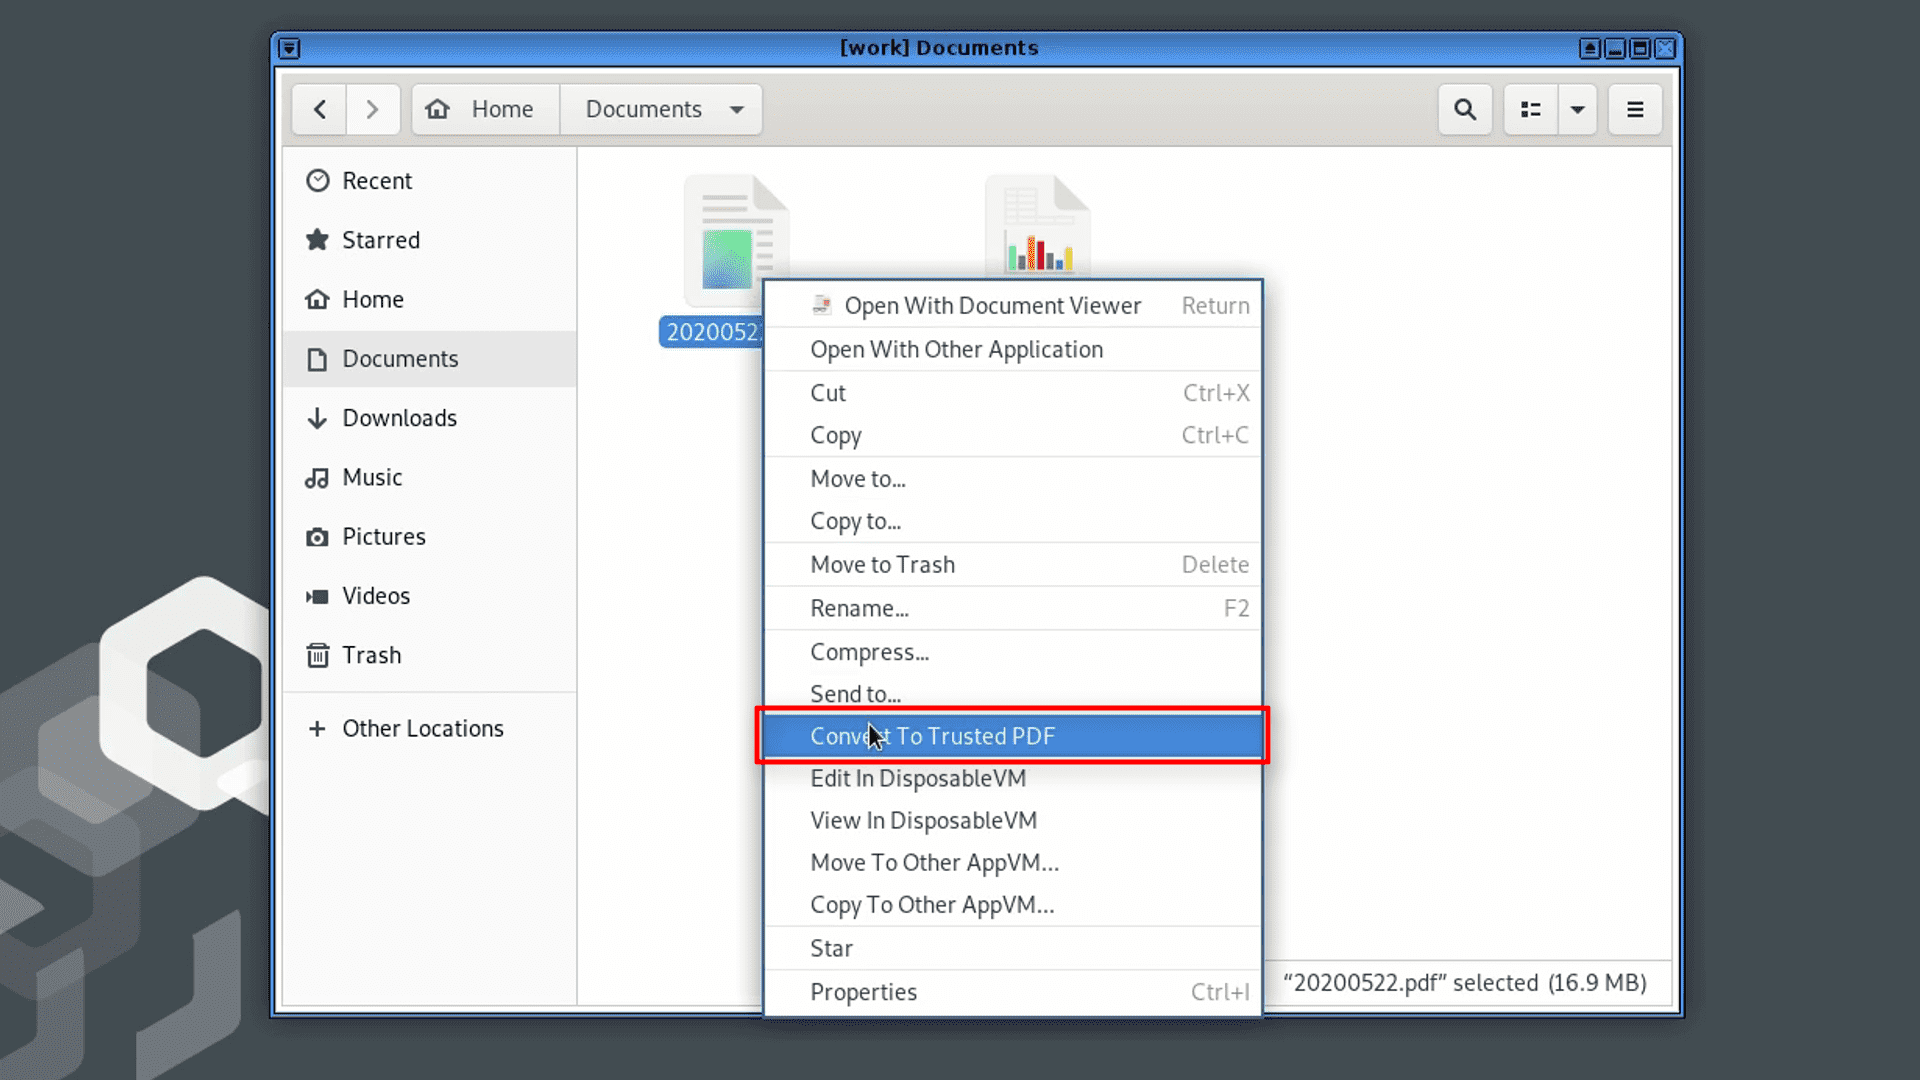 [work] Documents
Home Documents
Recent
Starred
Home
Documents
Downloads
Music
Pictures
Videos
Trash
Other Locations
Open With Document Viewer Return
Open With Other Application
Cut Ctrl+X
Copy Ctrl+C
Move to...
Copy to...
Move to Trash Delete
Rename... F2
Compress...
Send to...
Convert To Trusted PDF
Edit In DisposableVM
View In DisposableVM
Move To Other AppVM...
Copy To Other AppVM...
Star
Properties Ctrl+I
“20200522.pdf” selected (16.9 MB)